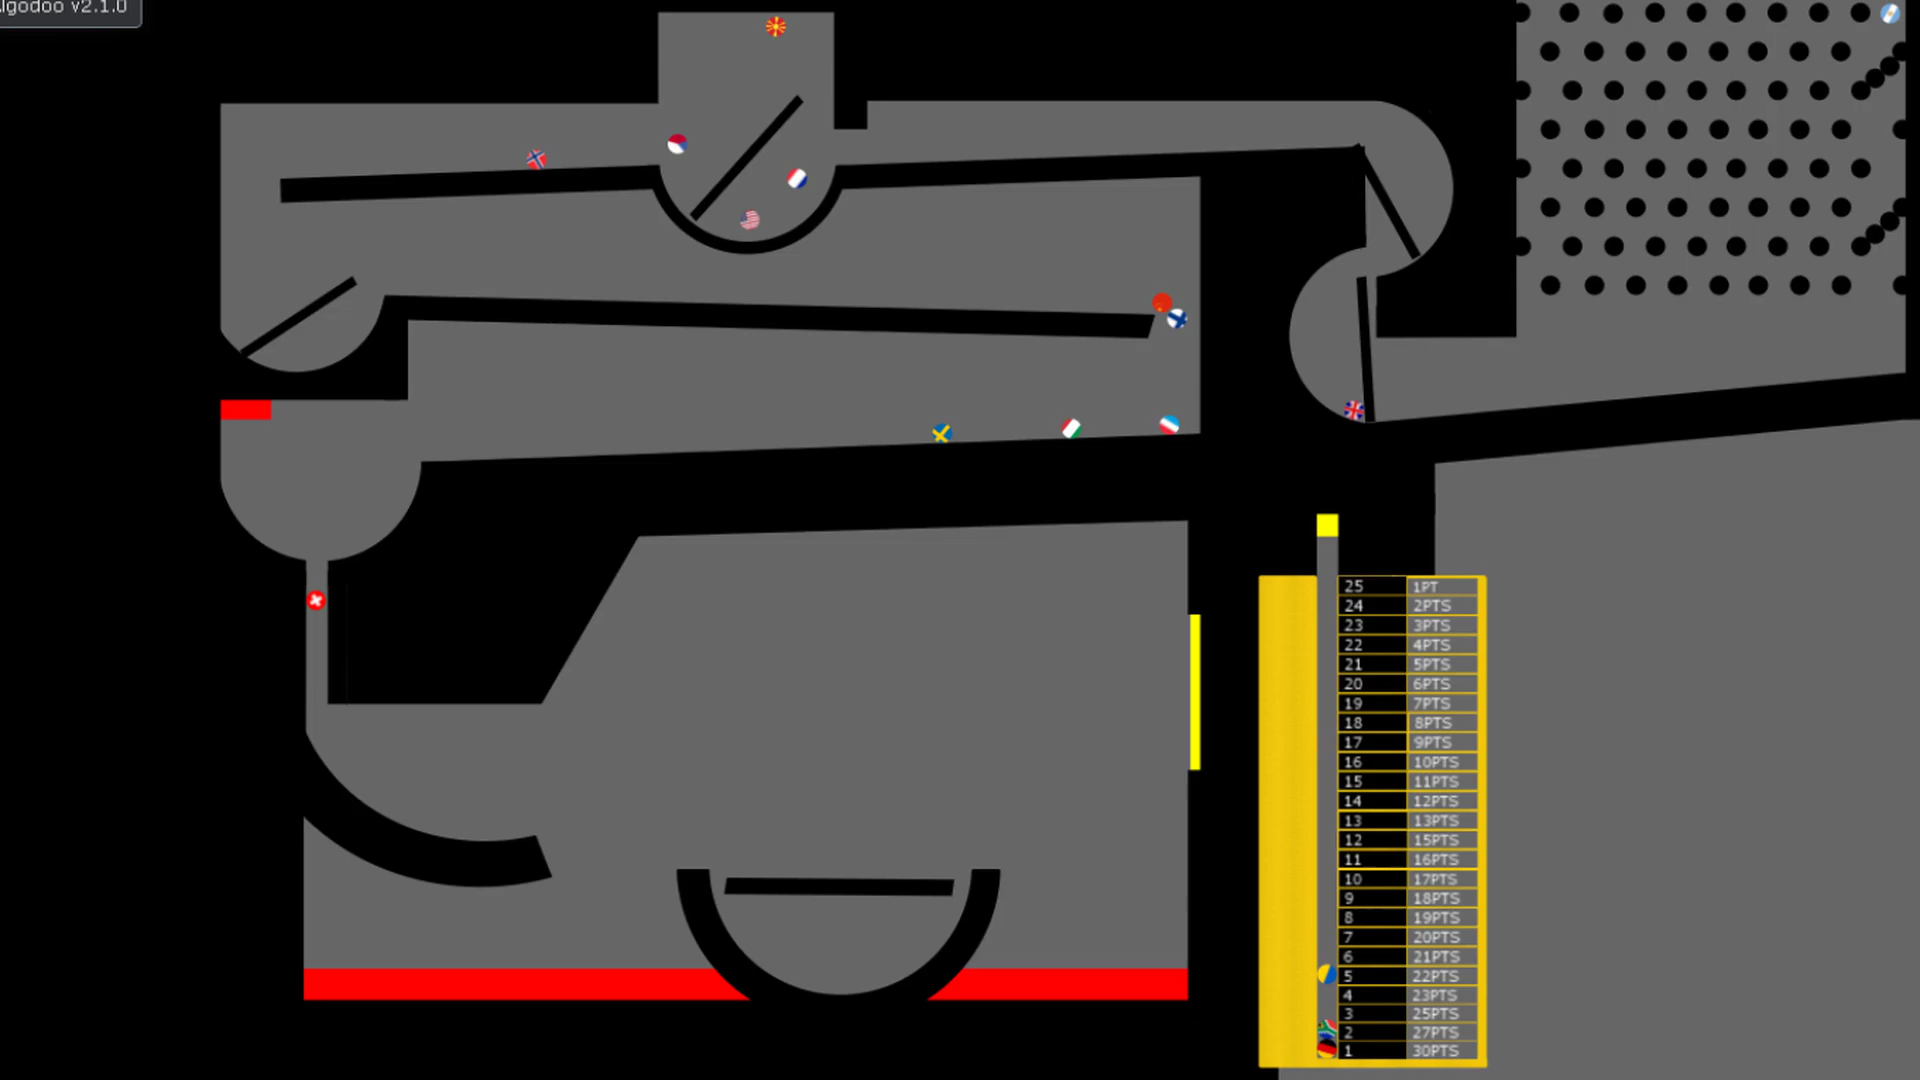 lgodoo v2.1.0
25 1PT
24 2PTS
23 3PTS
22 4PTS
21 5PTS
20 6PTS
19 7PTS
18 8PTS
17 9PTS
16 10PTS
15 11PTS
14 12PTS
13 13PTS
12 15PTS
11 16PTS
10 17PTS
9 18PTS
8 19PTS
7 20PTS
6 21PTS
5 22PTS
4 23PTS
3 25PTS
2 27PTS
1 30PTS